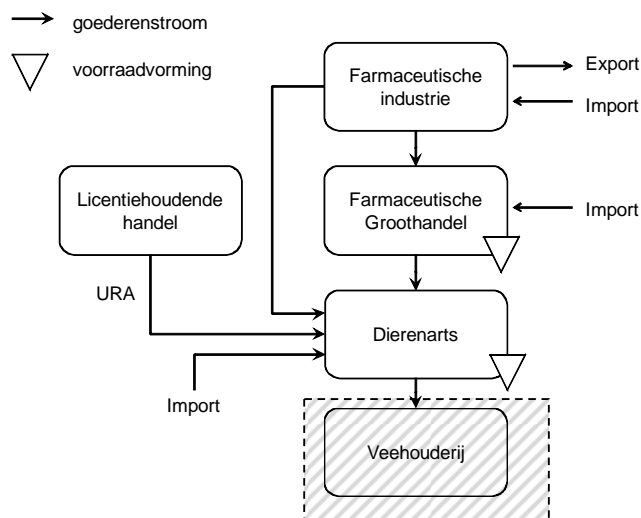 goederenstroom
voorraadvorming
Farmaceutische
industrie
Export
Import
Licentiehoudende
handel
Farmaceutische
Groothandel
Import
URA
Dierenarts
Import
Veehouderij